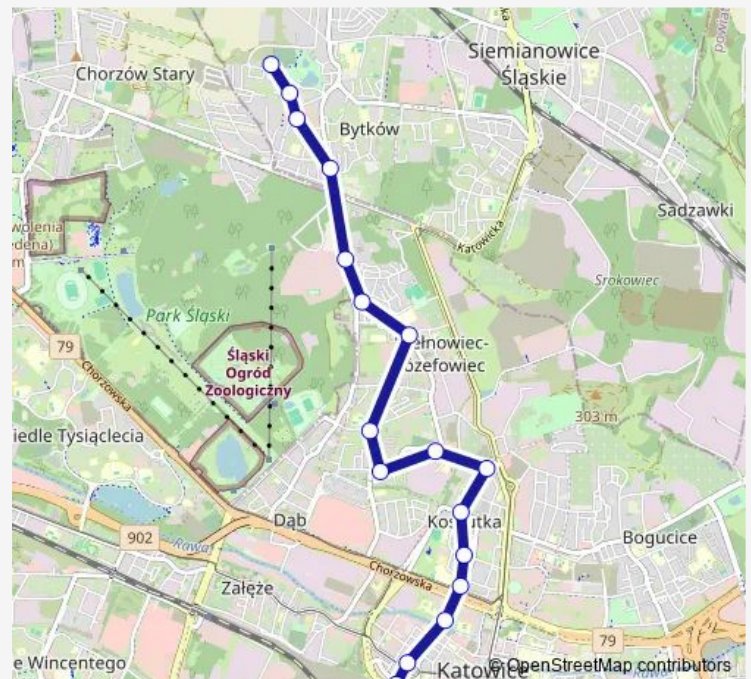 Siemianowice
Śląskie
Chorzów Stary
Bytków
Sadzawki
Katowicka
Srokowiec
Park Śląski
79
Chorzowska
Śląski
Ogród
Zoologiczny
303 m
iedle Tysiąclecia
Dąb
902
Rawa
Bogucice
Załęże
Chorzowska
79
e Wincentego
Katowice
© OpenStreetMap contributors